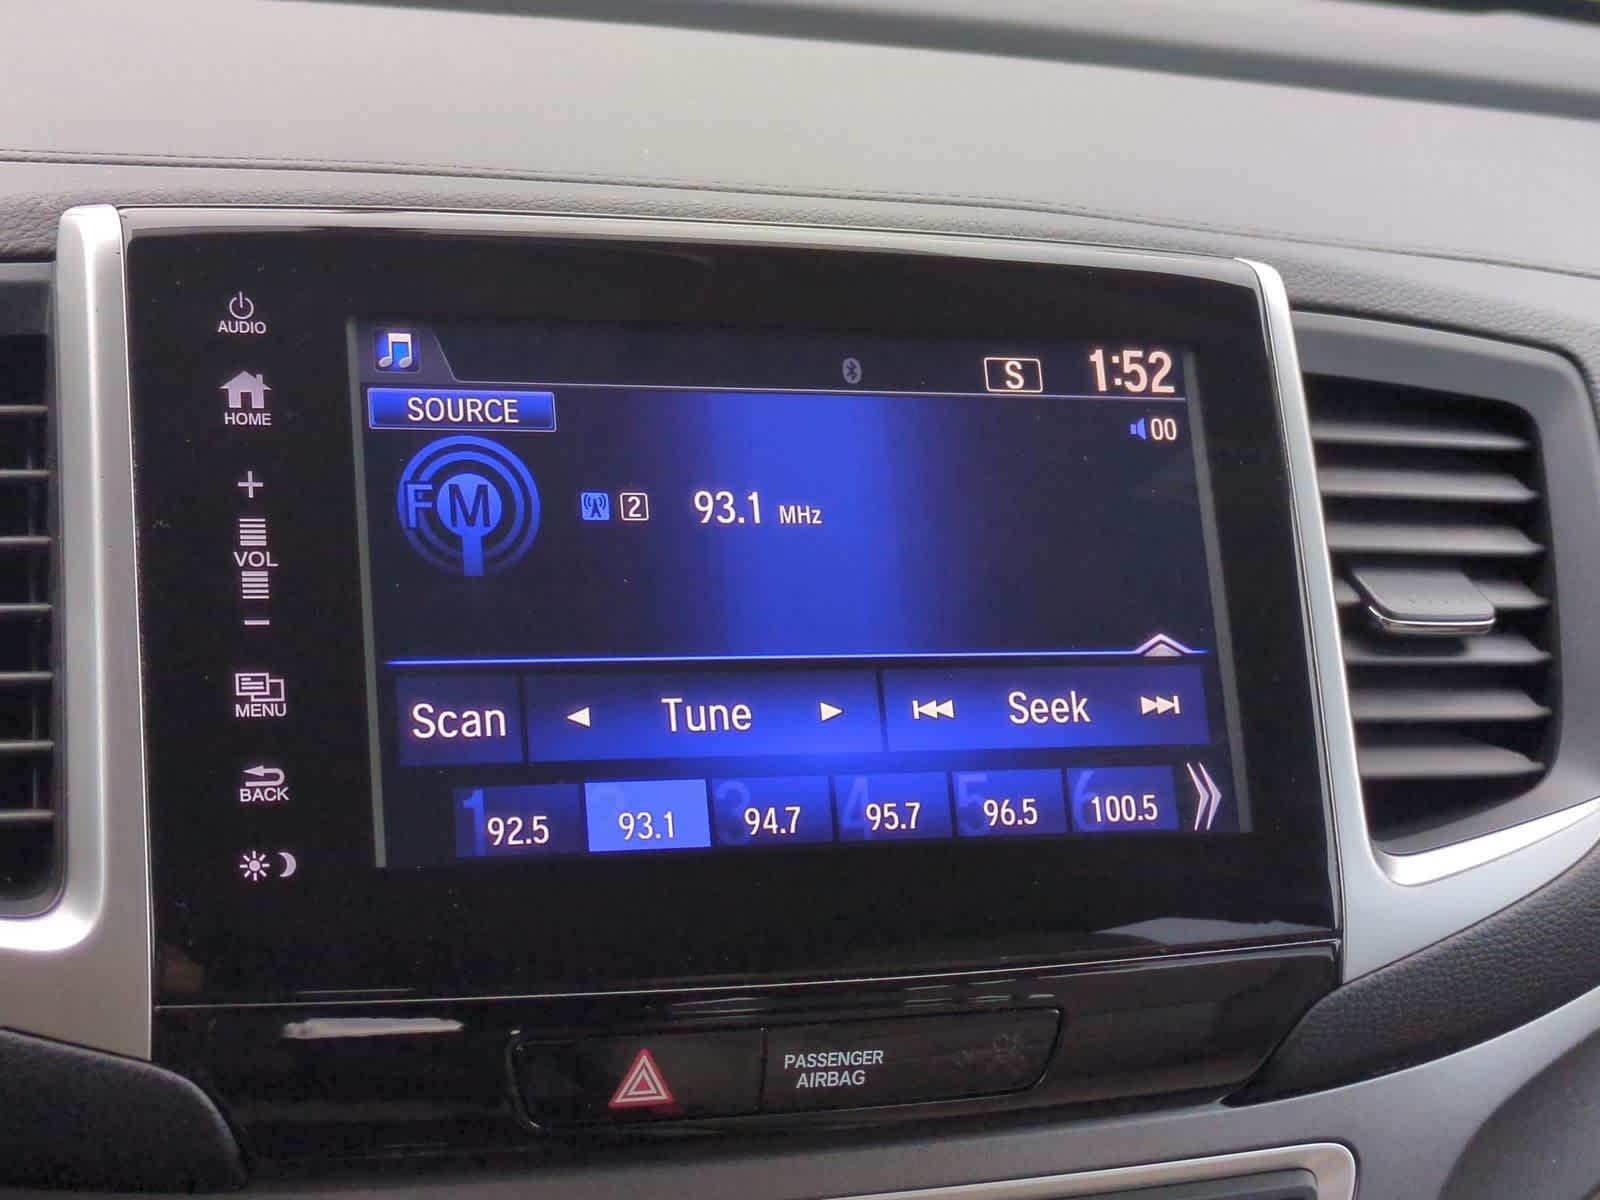 AUDIO
HOME
+
VOL
−
MENU
BACK
S 1:52
SOURCE
00
FM
2 93.1 MHz
Scan
Tune
Seek
1 92.5
2 93.1
3 94.7
4 95.7
5 96.5
6 100.5
PASSENGER
AIRBAG